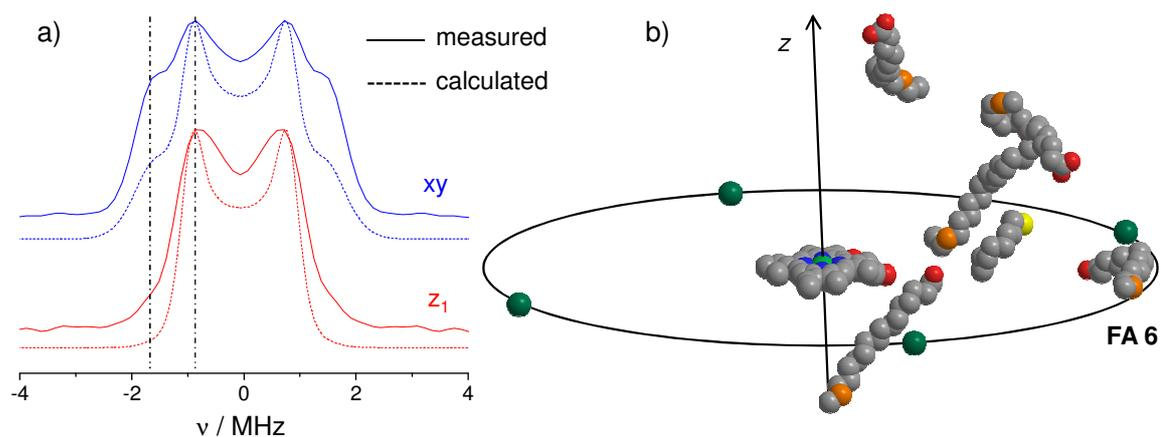 a)
measured
calculated
xy
z₁
-4
-2
0
2
4
ν / MHz
b)
z
FA 6